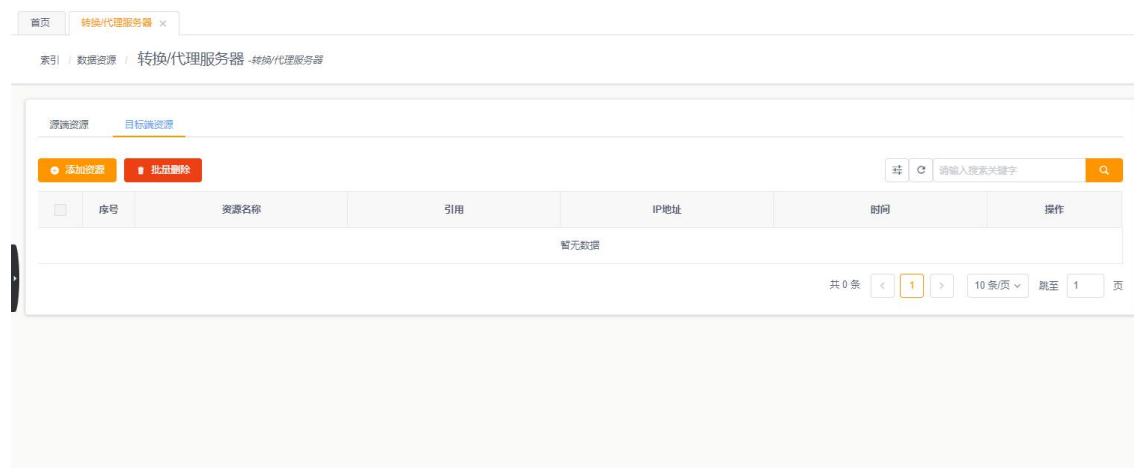 首页 转换/代理服务器 ×
索引 / 数据资源 / 转换/代理服务器 -转换/代理服务器
源端资源 目标端资源
添加资源 批量删除 请输入搜索关键字
序号 资源名称 引用 IP地址 时间 操作
暂无数据
共 0 条 < 1 > 10 条/页 跳至 1 页